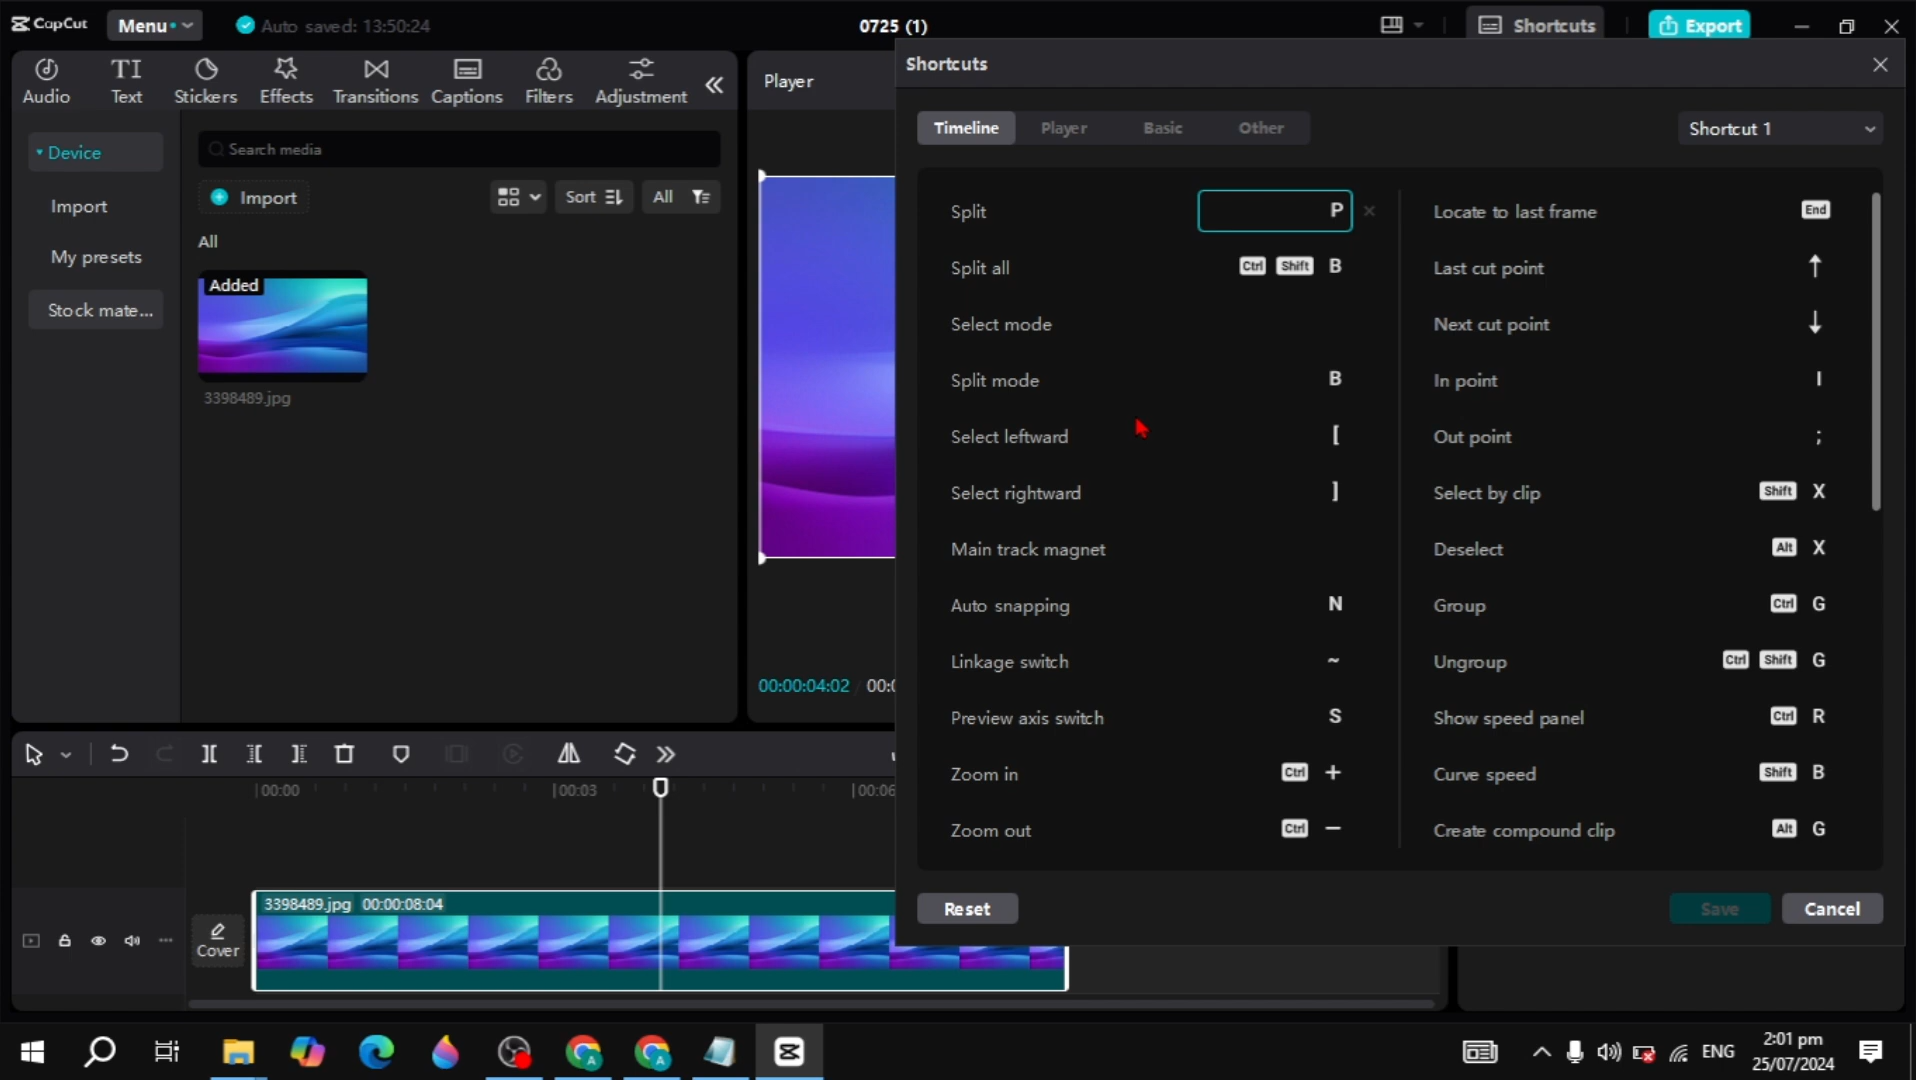 CapCut
Menu
Auto saved: 13:50:24
0725 (1)
Shortcuts
Export
Audio
Text
Stickers
Effects
Transitions
Captions
Filters
Adjustment
Player
Device
Import
My presets
Stock mate...
Search media
Import
Sort
All
All
Added
3398489.jpg
00:00:04:02
Shortcuts
Timeline
Player
Basic
Other
Shortcut 1
Split P
Split all Ctrl Shift B
Select mode
Split mode B
Select leftward [
Select rightward ]
Main track magnet
Auto snapping N
Linkage switch ~
Preview axis switch S
Zoom in Ctrl +
Zoom out Ctrl −
Locate to last frame End
Last cut point ↑
Next cut point ↓
In point I
Out point ;
Select by clip Shift X
Deselect Alt X
Group Ctrl G
Ungroup Ctrl Shift G
Show speed panel Ctrl R
Curve speed Shift B
Create compound clip Alt G
Reset
Save
Cancel
00:00
00:03
00:06
Cover
3398489.jpg 00:00:08:04
ENG
2:01 pm
25/07/2024